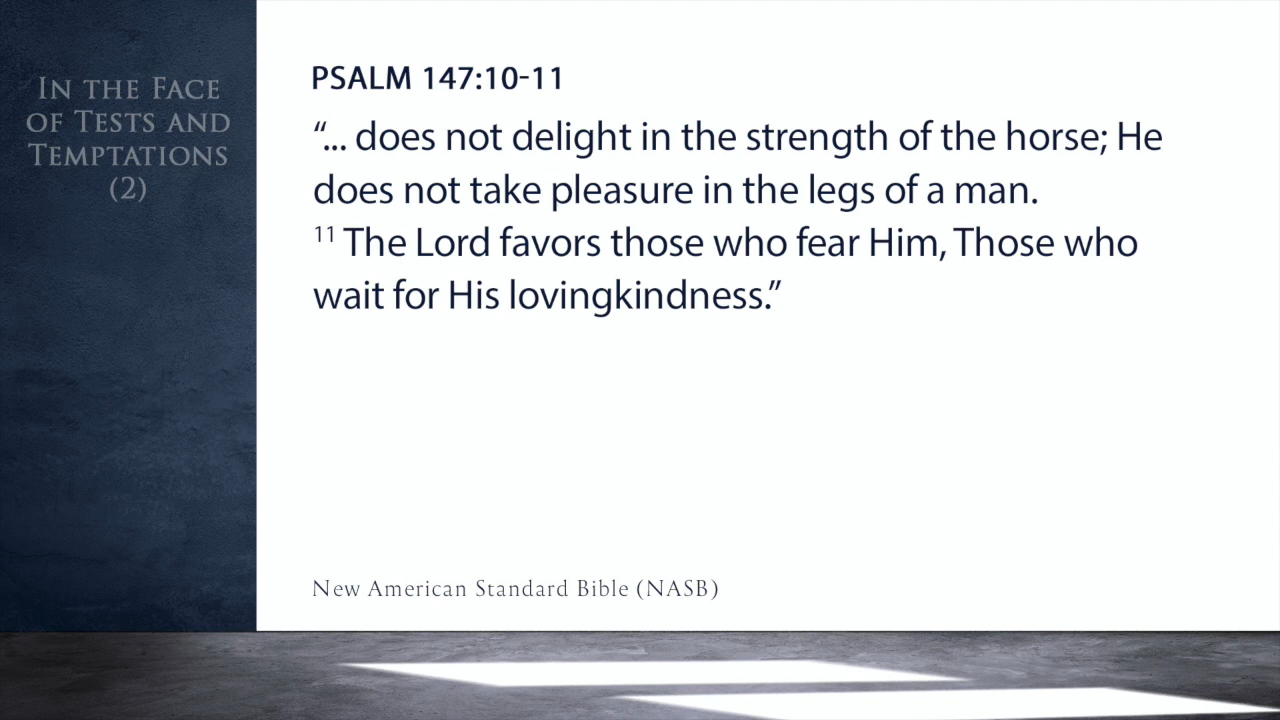 In the Face
of Tests and
Temptations
(2)
PSALM 147:10-11
“... does not delight in the strength of the horse; He
does not take pleasure in the legs of a man.
11 The Lord favors those who fear Him, Those who
wait for His lovingkindness.”
New American Standard Bible (NASB)